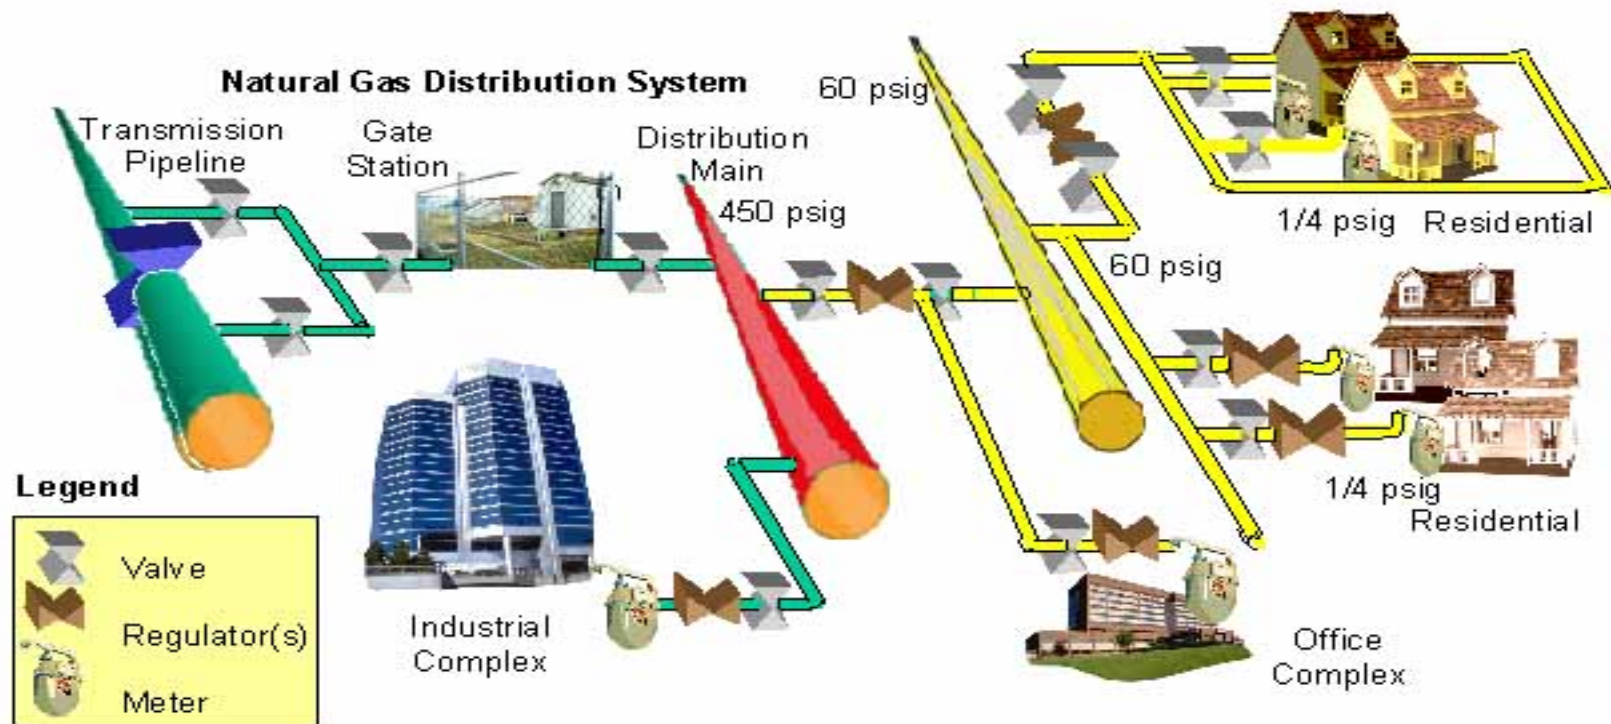 Natural Gas Distribution System
Transmission
Pipeline
Gate
Station
Distribution
Main
450 psig
60 psig
60 psig
1/4 psig
Residential
1/4 psig
Residential
Industrial
Complex
Office
Complex
Legend
Valve
Regulator(s)
Meter